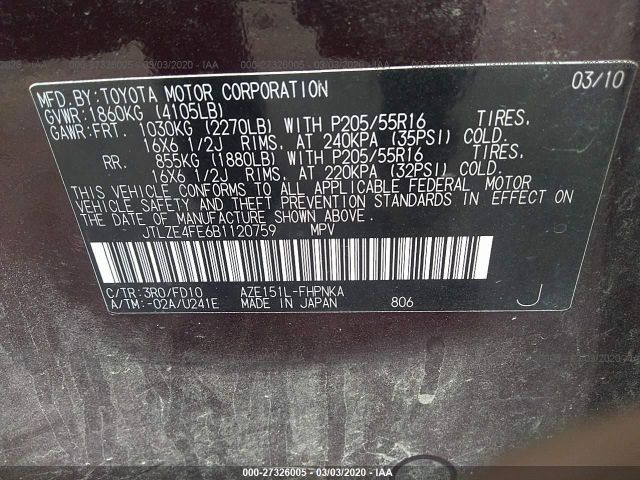 000-27326005 - 03/03/2020 - IAA
MFD.BY:TOYOTA MOTOR CORPORATION 03/10
GVWR:1860KG (4105LB)
GAWR:FRT. 1030KG (2270LB) WITH P205/55R16 TIRES,
16X6 1/2J RIMS, AT 240KPA (35PSI) COLD.
RR. 855KG (1880LB) WITH P205/55R16 TIRES,
16X6 1/2J RIMS, AT 220KPA (32PSI) COLD.
THIS VEHICLE CONFORMS TO ALL APPLICABLE FEDERAL MOTOR
VEHICLE SAFETY AND THEFT PREVENTION STANDARDS IN EFFECT ON
THE DATE OF MANUFACTURE SHOWN ABOVE.
JTLZE4FE6B1120759 MPV
C/TR:3R0/FD10 AZE151L-FHPNKA
A/TM:-02A/U241E MADE IN JAPAN 806 J
000-27326005 - 03/03/2020 - IAA